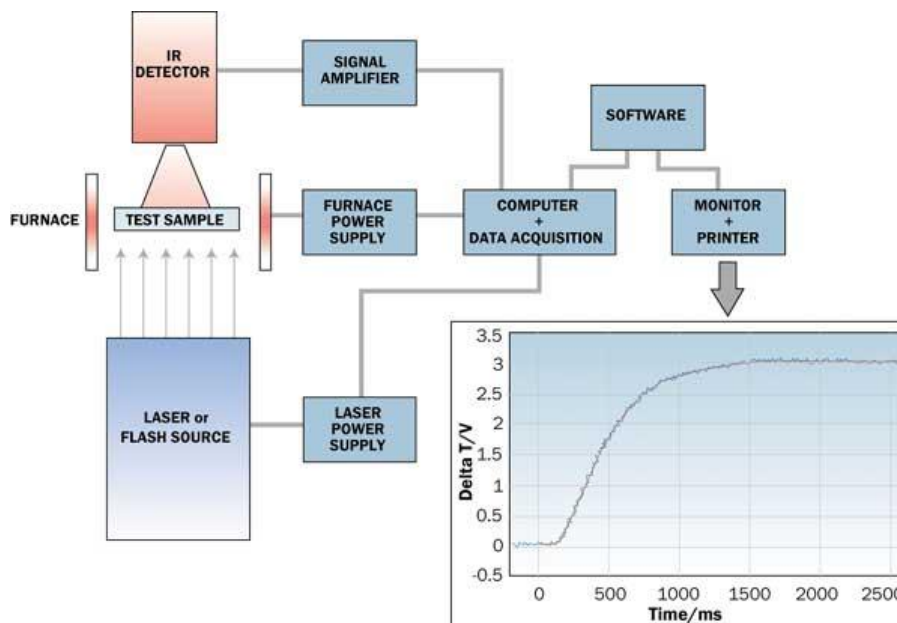 IR
DETECTOR
SIGNAL
AMPLIFIER
SOFTWARE
FURNACE
TEST SAMPLE
FURNACE
POWER
SUPPLY
COMPUTER
+
DATA ACQUISITION
MONITOR
+
PRINTER
LASER or
FLASH SOURCE
LASER
POWER
SUPPLY
Delta T/V
3.5
3
2.5
2
1.5
1
0.5
0
-0.5
0 500 1000 1500 2000 2500
Time/ms